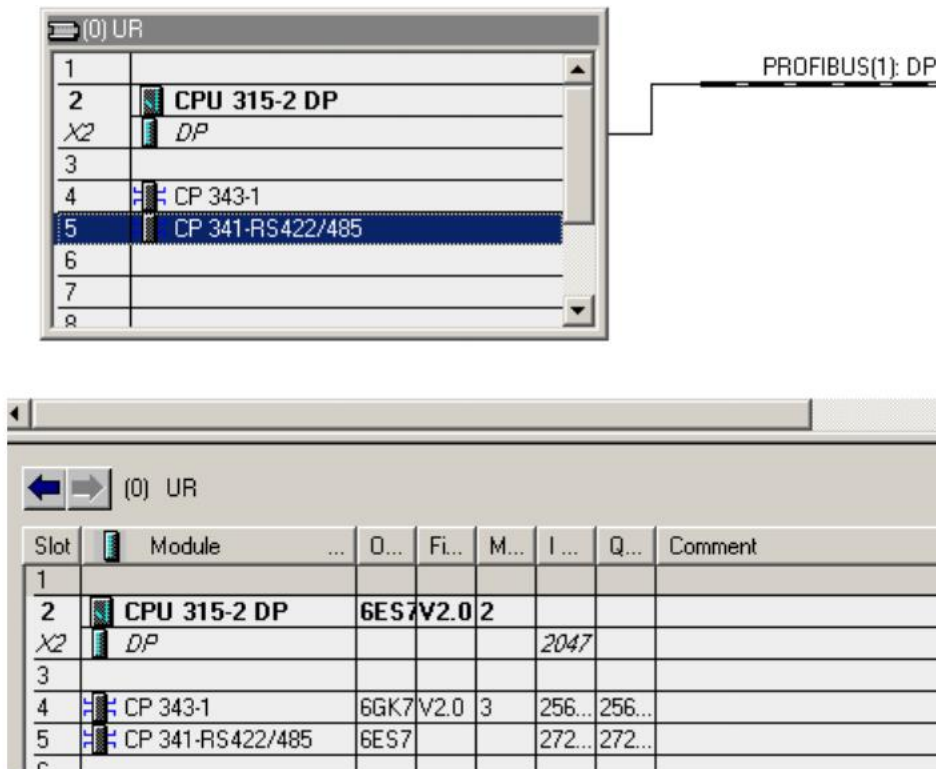 (0) UR
1
2 CPU 315-2 DP
X2 DP
3
4 CP 343-1
5 CP 341-RS422/485
6
7
8
PROFIBUS(1): DP
(0) UR
Slot Module ... O... Fi... M... I ... Q... Comment
1
2 CPU 315-2 DP 6ES7 V2.0 2
X2 DP 2047
3
4 CP 343-1 6GK7 V2.0 3 256... 256...
5 CP 341-RS422/485 6ES7 272... 272...
6